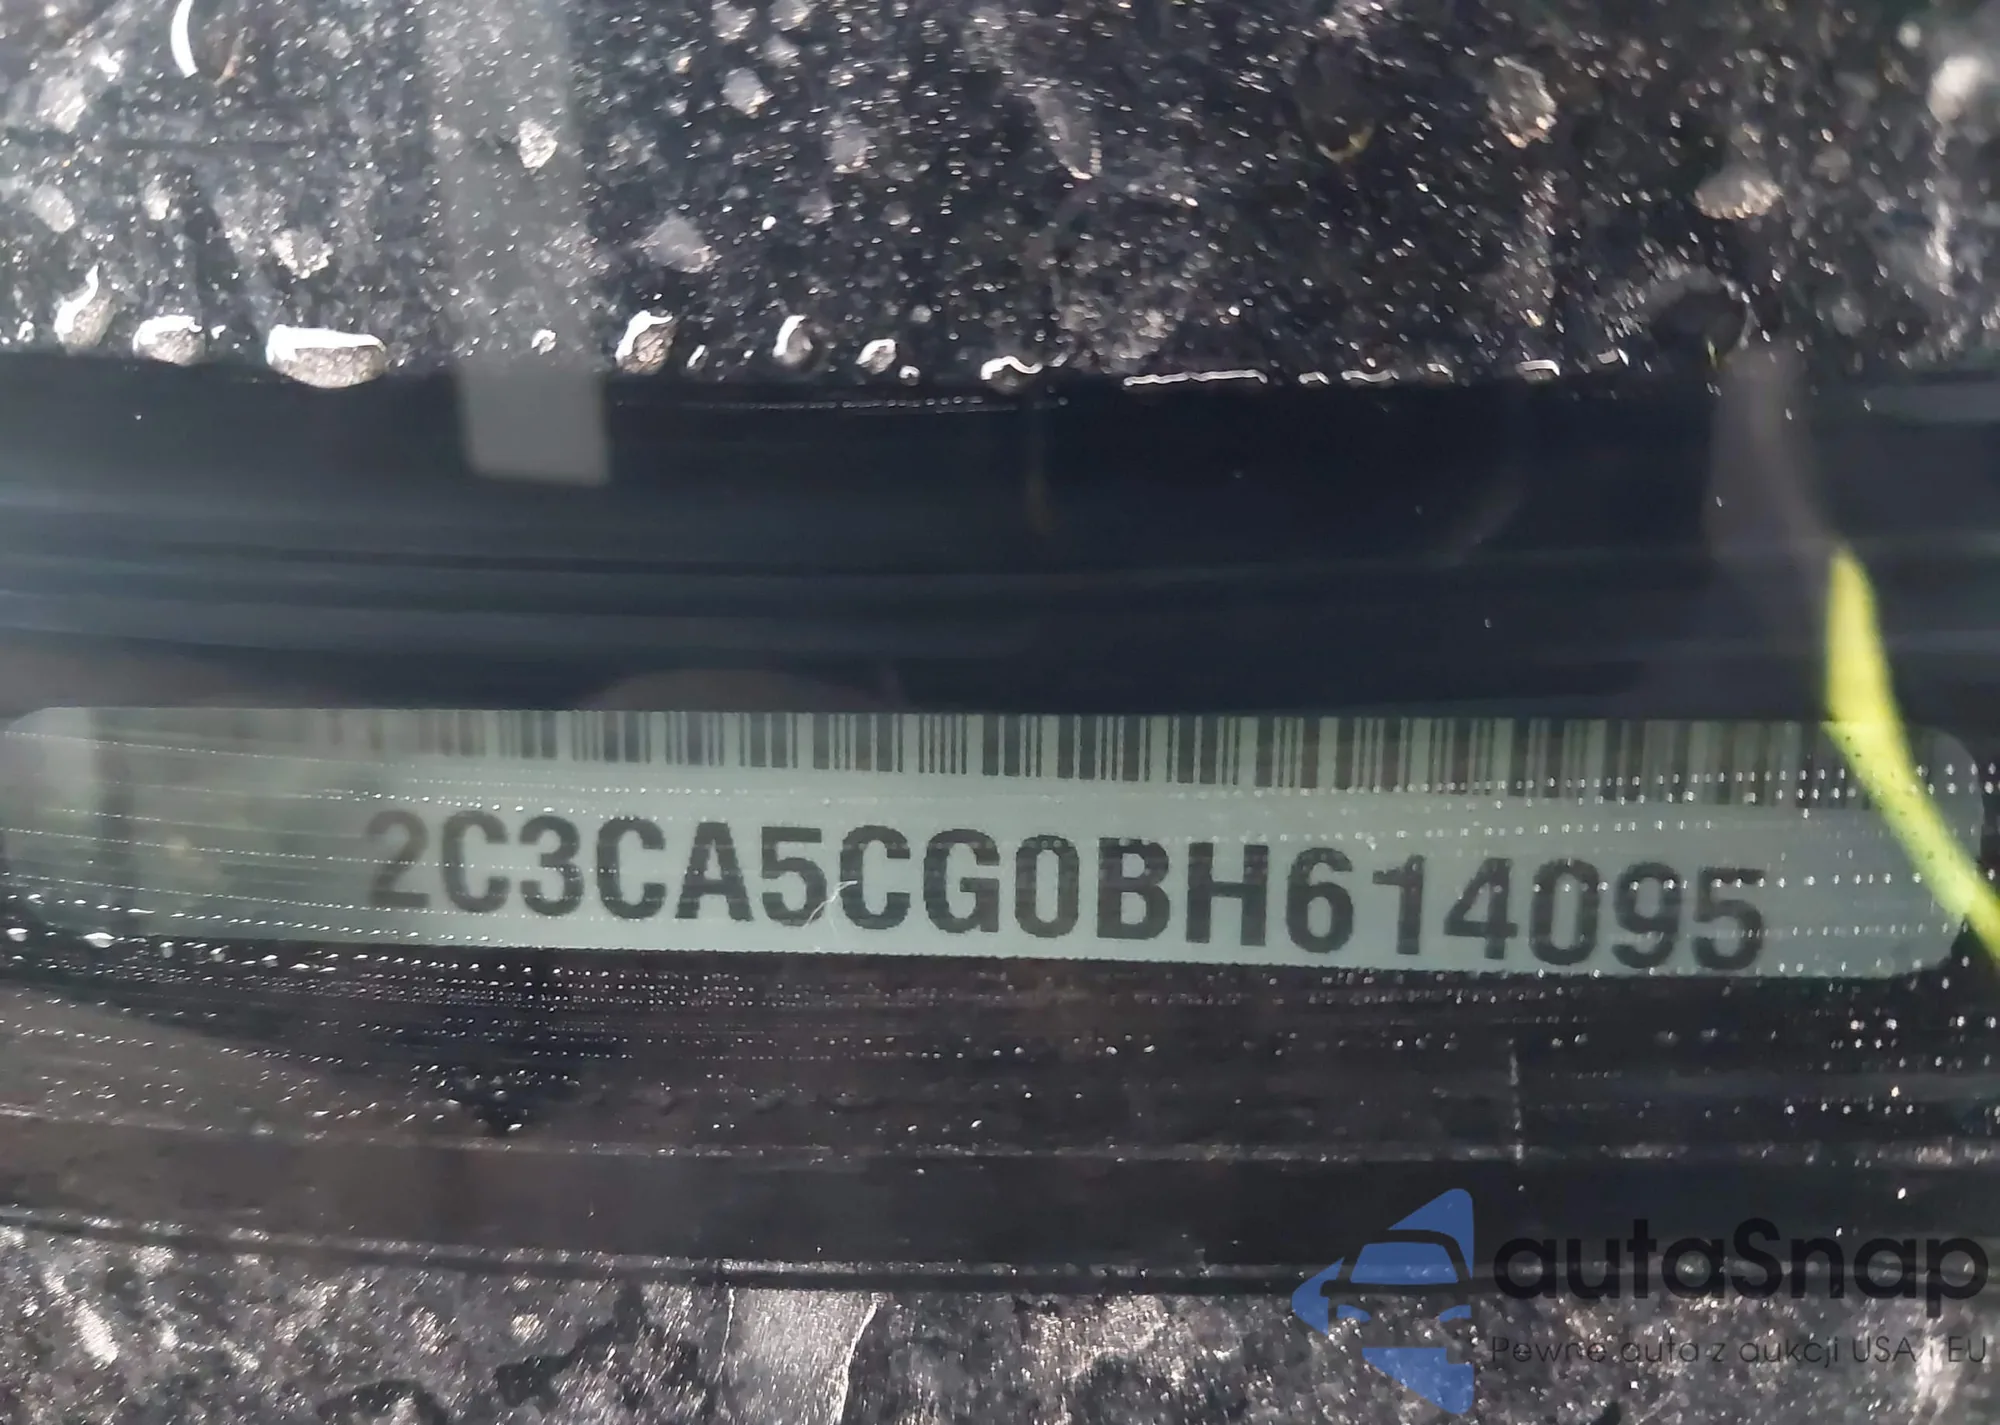 2C3CA5CG0BH614095
autaSnap
Pewne auta z aukcji USA i EU